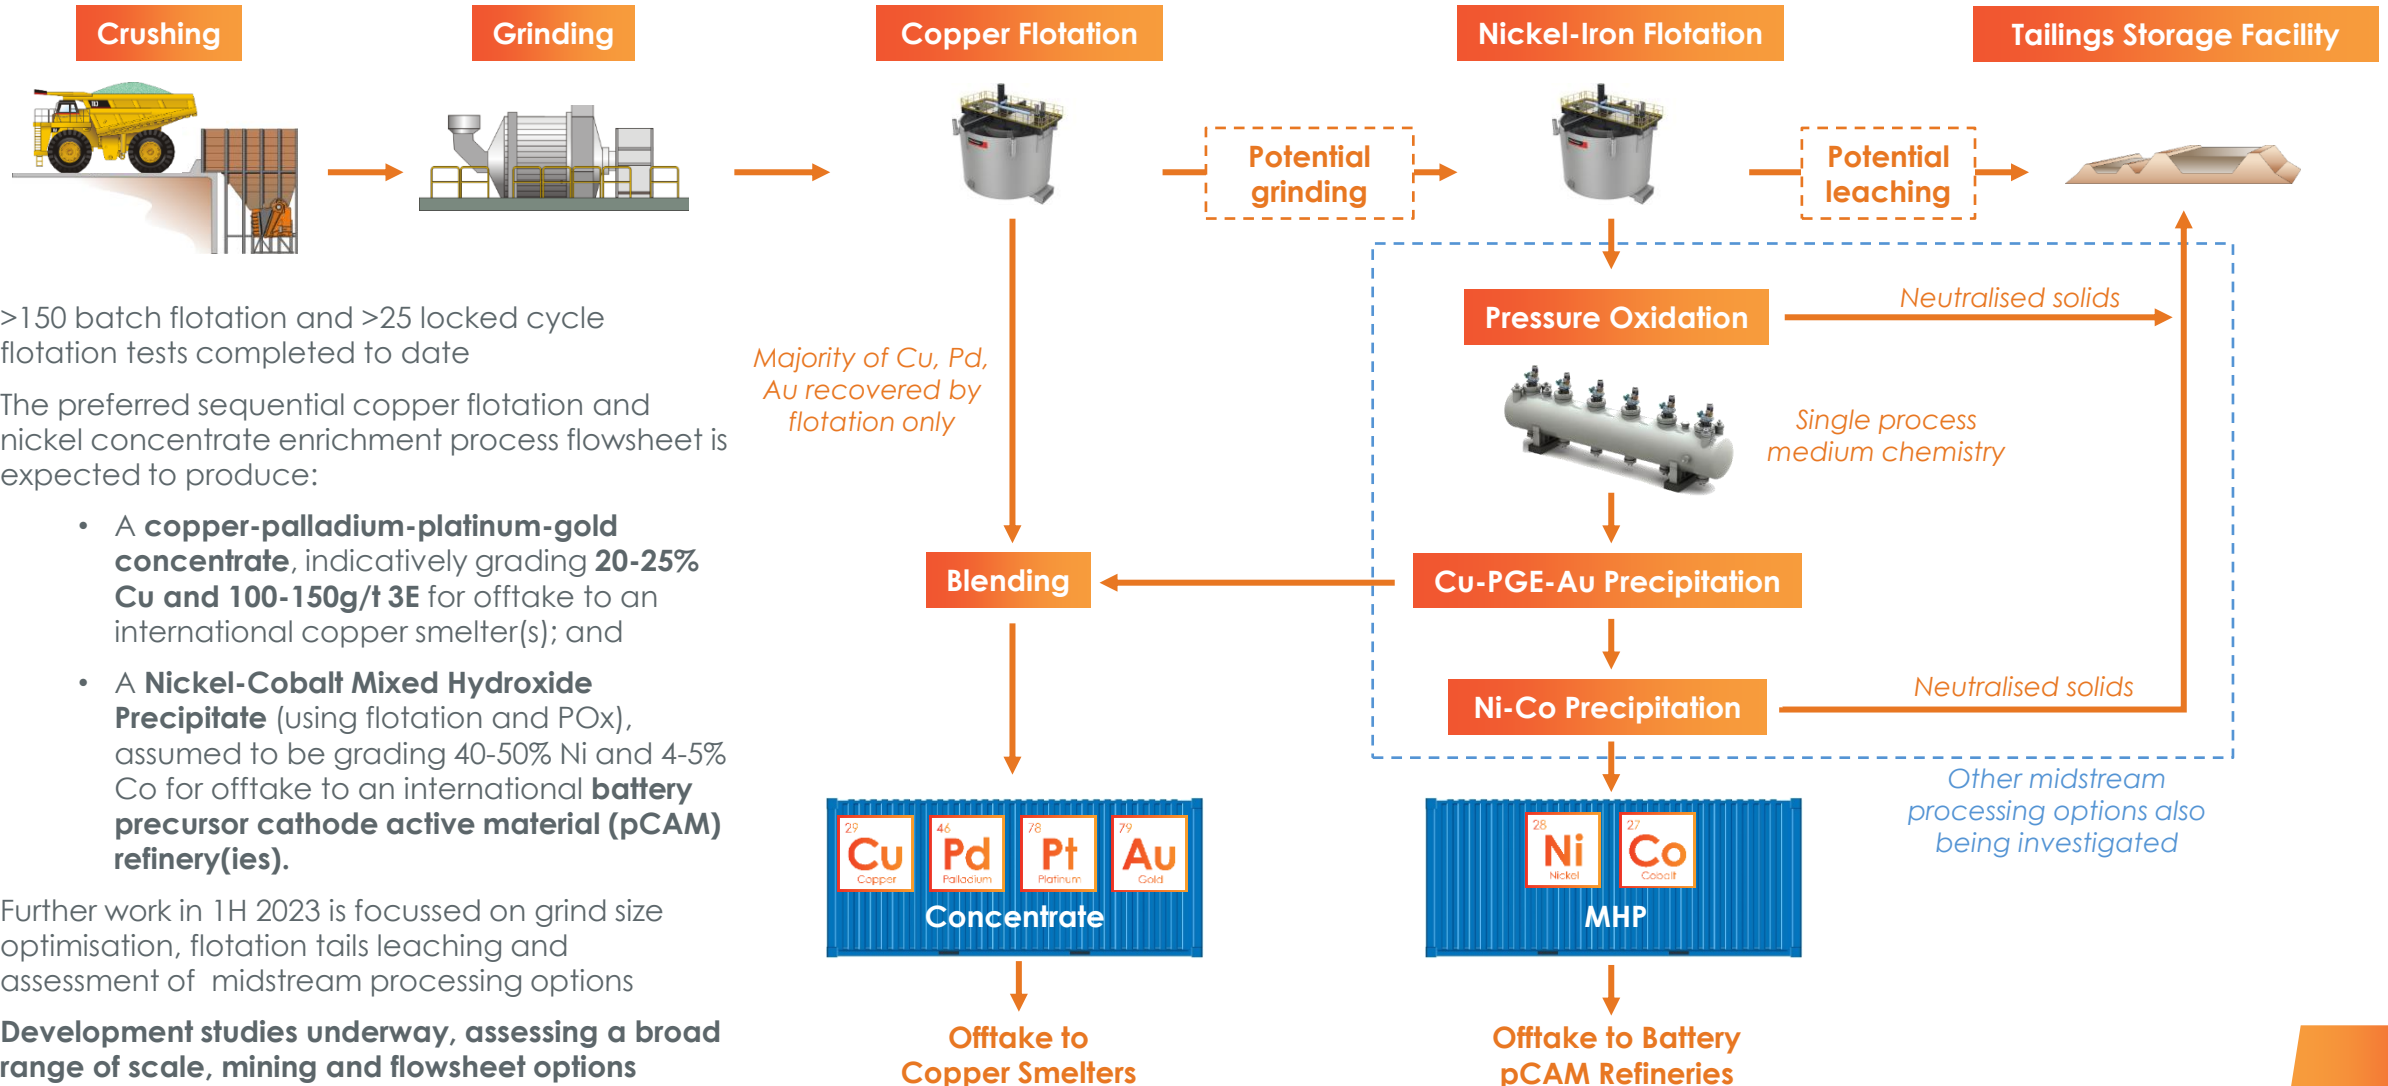 Crushing
Grinding
Copper Flotation
Nickel-Iron Flotation
Tailings Storage Facility
Potential
grinding
Potential
leaching
>150 batch flotation and >25 locked cycle
flotation tests completed to date
The preferred sequential copper flotation and
nickel concentrate enrichment process flowsheet is
expected to produce:
• A copper-palladium-platinum-gold
concentrate, indicatively grading 20-25%
Cu and 100-150g/t 3E for offtake to an
international copper smelter(s); and
• A Nickel-Cobalt Mixed Hydroxide
Precipitate (using flotation and POx),
assumed to be grading 40-50% Ni and 4-5%
Co for offtake to an international battery
precursor cathode active material (pCAM)
refinery(ies).
Further work in 1H 2023 is focussed on grind size
optimisation, flotation tails leaching and
assessment of  midstream processing options
Development studies underway, assessing a broad
range of scale, mining and flowsheet options
Majority of Cu, Pd,
Au recovered by
flotation only
Pressure Oxidation
Neutralised solids
Single process
medium chemistry
Blending
Cu-PGE-Au Precipitation
Ni-Co Precipitation
Neutralised solids
Other midstream
processing options also
being investigated
29
Cu
Copper
46
Pd
Palladium
78
Pt
Platinum
79
Au
Gold
Concentrate
28
Ni
Nickel
27
Co
Cobalt
MHP
Offtake to
Copper Smelters
Offtake to Battery
pCAM Refineries